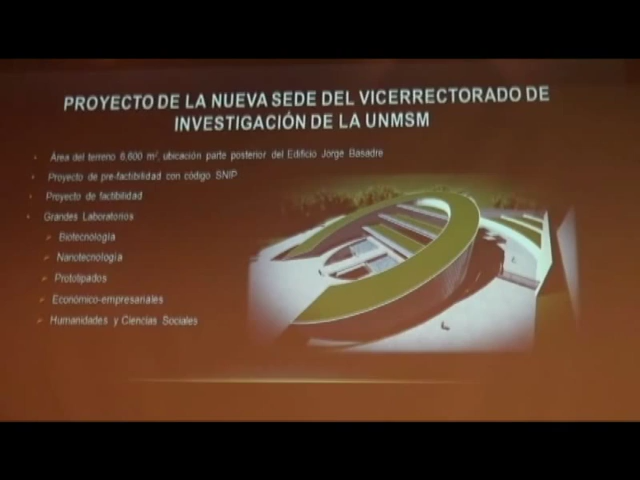 PROYECTO DE LA NUEVA SEDE DEL VICERRECTORADO DE
INVESTIGACIÓN DE LA UNMSM
Área del terreno 6,600 m², ubicación parte posterior del Edificio Jorge Basadre
Proyecto de pre-factibilidad con código SNIP
Proyecto de factibilidad
Grandes Laboratorios
Biotecnología
Nanotecnología
Prototipados
Económico-empresariales
Humanidades y Ciencias Sociales